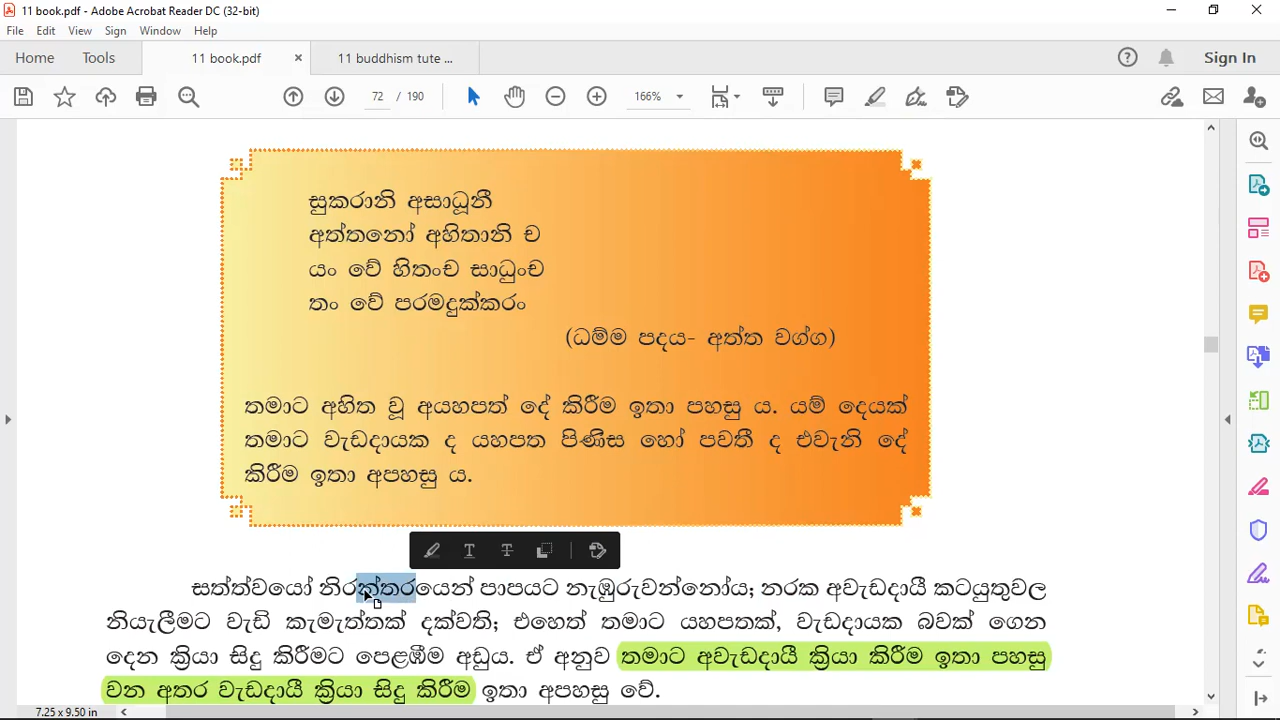 11 book.pdf - Adobe Acrobat Reader DC (32-bit)
File Edit View Sign Window Help
Home Tools 11 book.pdf × 11 buddhism tute ... Sign In
72 / 190 166%
සුකරානි අසාධූනී
අත්තනෝ අහිතානි ච
යං වේ හිතංච සාධුංච
තං වේ පරමදුක්කරං
(ධම්ම පදය- අත්ත වග්ග)
තමාට අහිත වූ අයහපත් දේ කිරීම ඉතා පහසු ය. යම් දෙයක්
තමාට වැඩදායක ද යහපත පිණිස හෝ පවතී ද එවැනි දේ
කිරීම ඉතා අපහසු ය.
සත්ත්වයෝ නිරන්තරයෙන් පාපයට නැඹුරුවන්නෝය; නරක අවැඩදායී කටයුතුවල
නියැලීමට වැඩි කැමැත්තක් දක්වති; එහෙත් තමාට යහපතක්, වැඩදායක බවක් ගෙන
දෙන ක්‍රියා සිදු කිරීමට පෙළඹීම අඩුය. ඒ අනුව තමාට අවැඩදායී ක්‍රියා කිරීම ඉතා පහසු
වන අතර වැඩදායී ක්‍රියා සිදු කිරීම ඉතා අපහසු වේ.
7.25 x 9.50 in